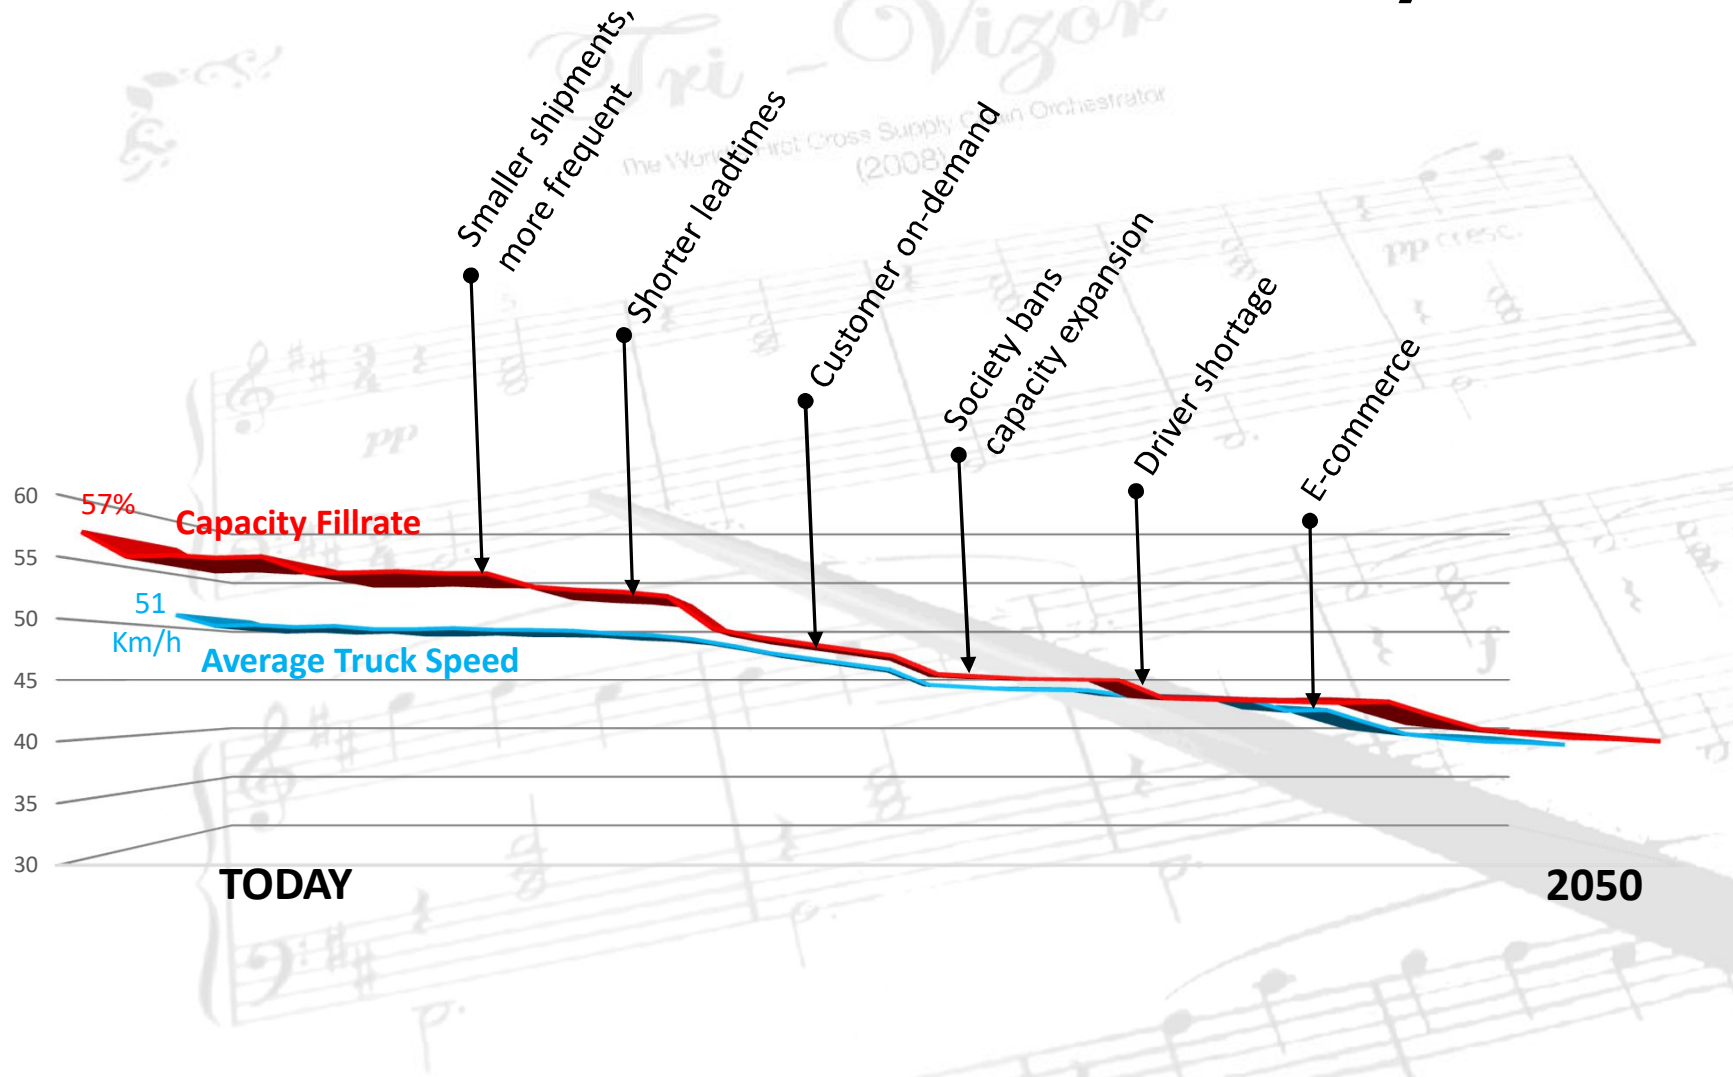 Tri - Vizor
The World's First Cross Supply Chain Orchestrator
(2008)
Smaller shipments,
more frequent
Shorter leadtimes
Customer on-demand
Society bans
capacity expansion
Driver shortage
E-commerce
pp cresc.
pp
60
57%
Capacity Fillrate
55
51
Km/h
50
Average Truck Speed
45
40
35
30
TODAY
2050